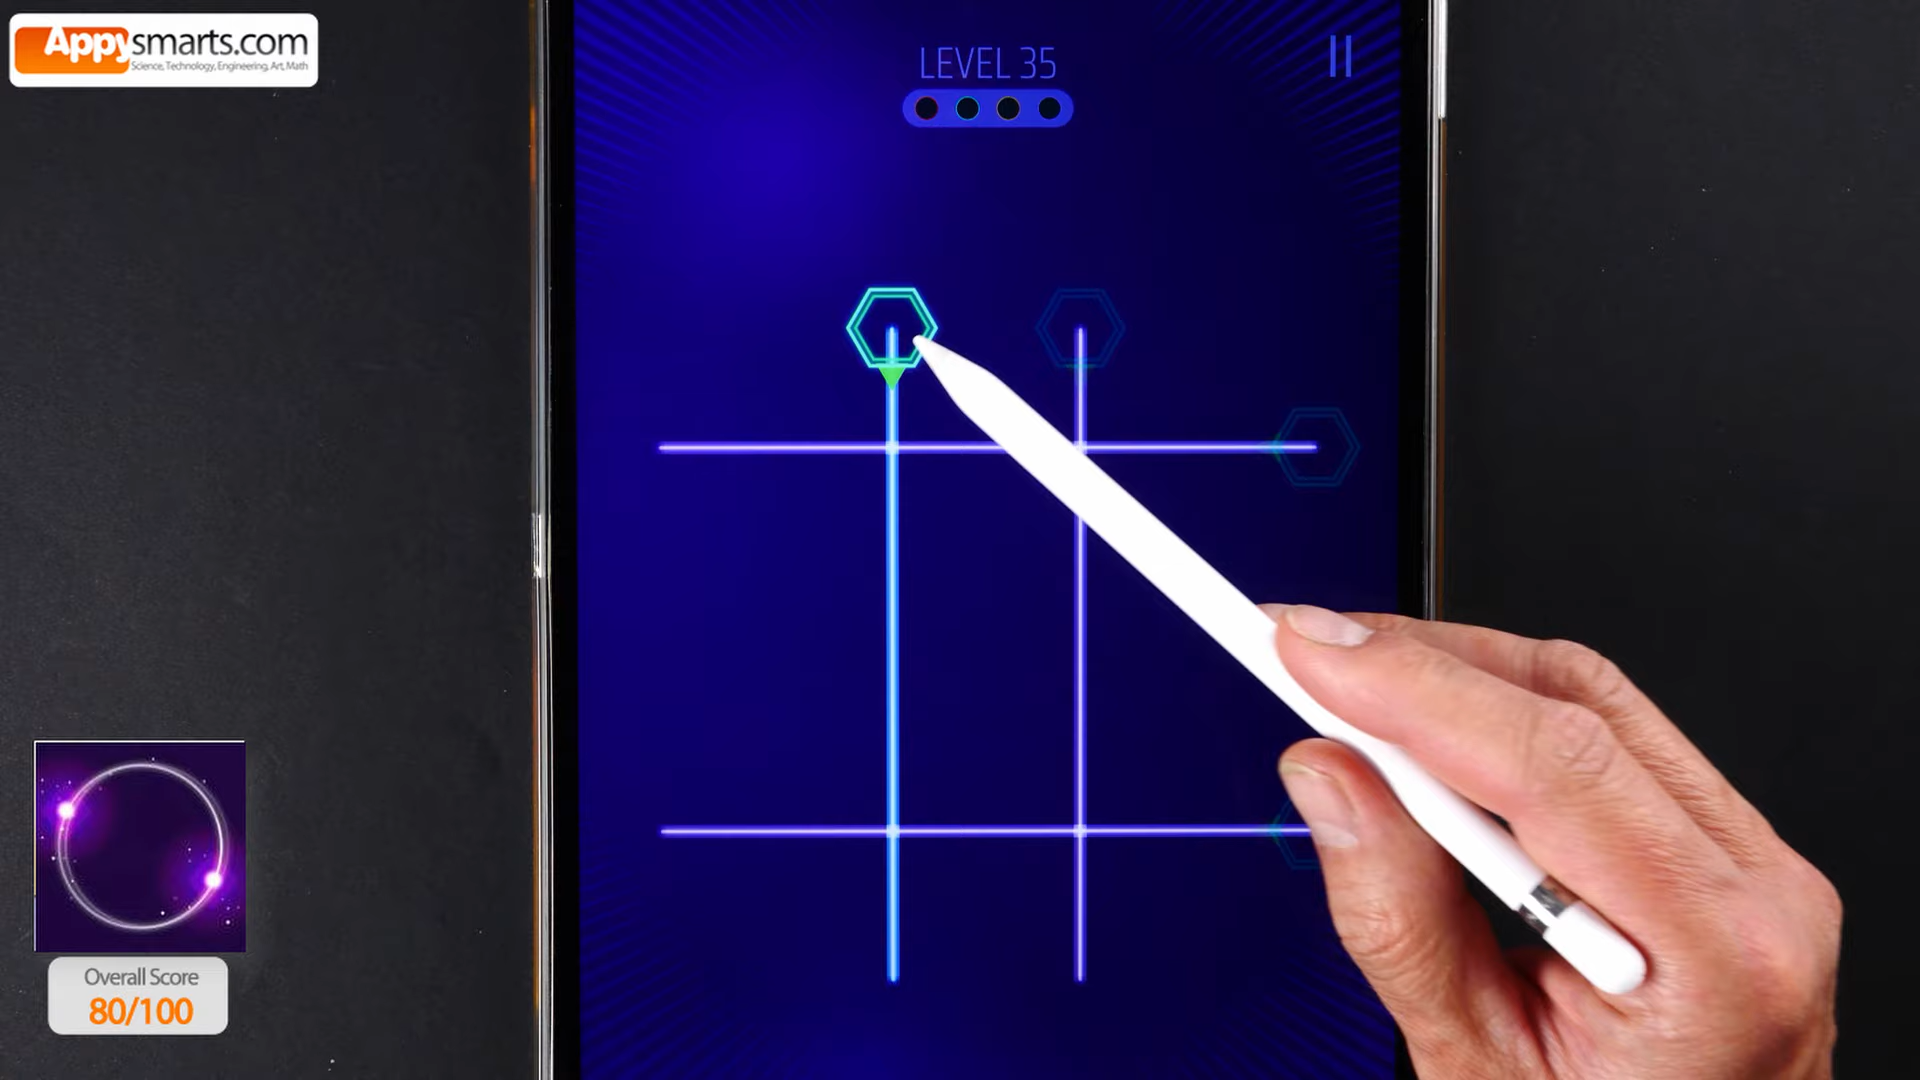 Appysmarts.com
Science, Technology, Engineering, Art, Math
LEVEL 35
Overall Score
80/100